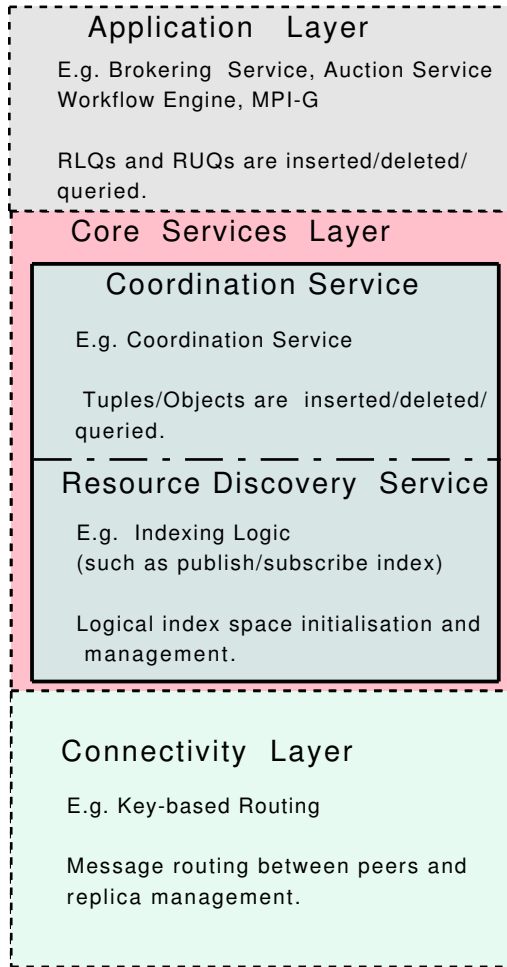 Application Layer
E.g. Brokering Service, Auction Service
Workflow Engine, MPI-G
RLQs and RUQs are inserted/deleted/
queried.
Core Services Layer
Coordination Service
E.g. Coordination Service
Tuples/Objects are inserted/deleted/
queried.
Resource Discovery Service
E.g. Indexing Logic
(such as publish/subscribe index)
Logical index space initialisation and
management.
Connectivity Layer
E.g. Key-based Routing
Message routing between peers and
replica management.